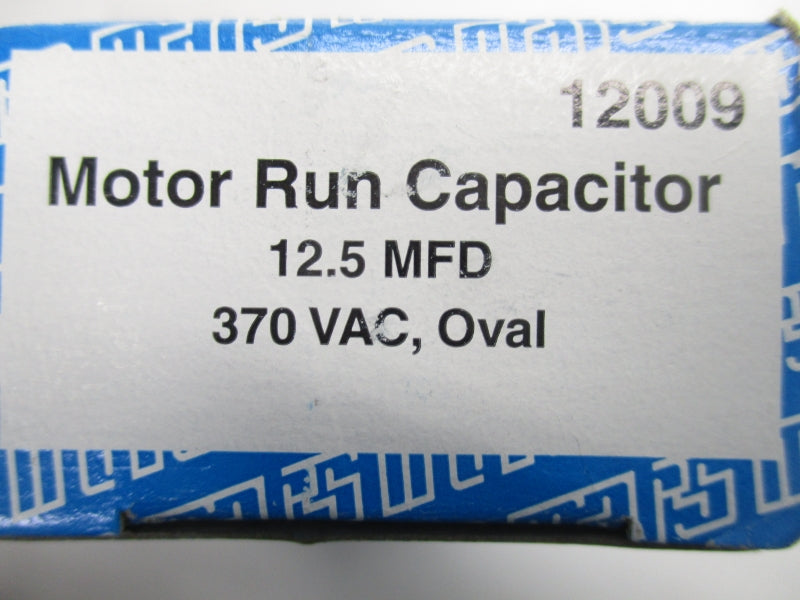 12009
Motor Run Capacitor
12.5 MFD
370 VAC, Oval